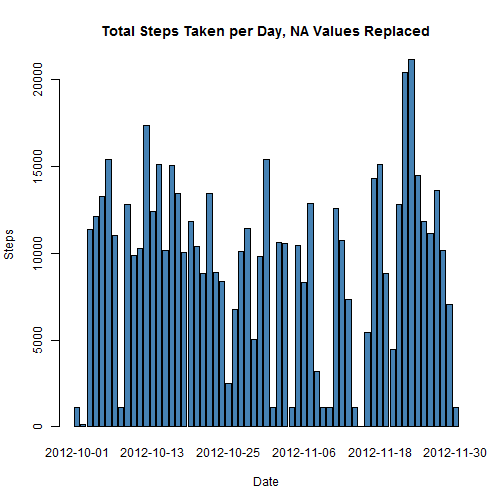 Total Steps Taken per Day, NA Values Replaced
Steps
20000
15000
10000
5000
0
2012-10-01 2012-10-13 2012-10-25 2012-11-06 2012-11-18 2012-11-30
Date